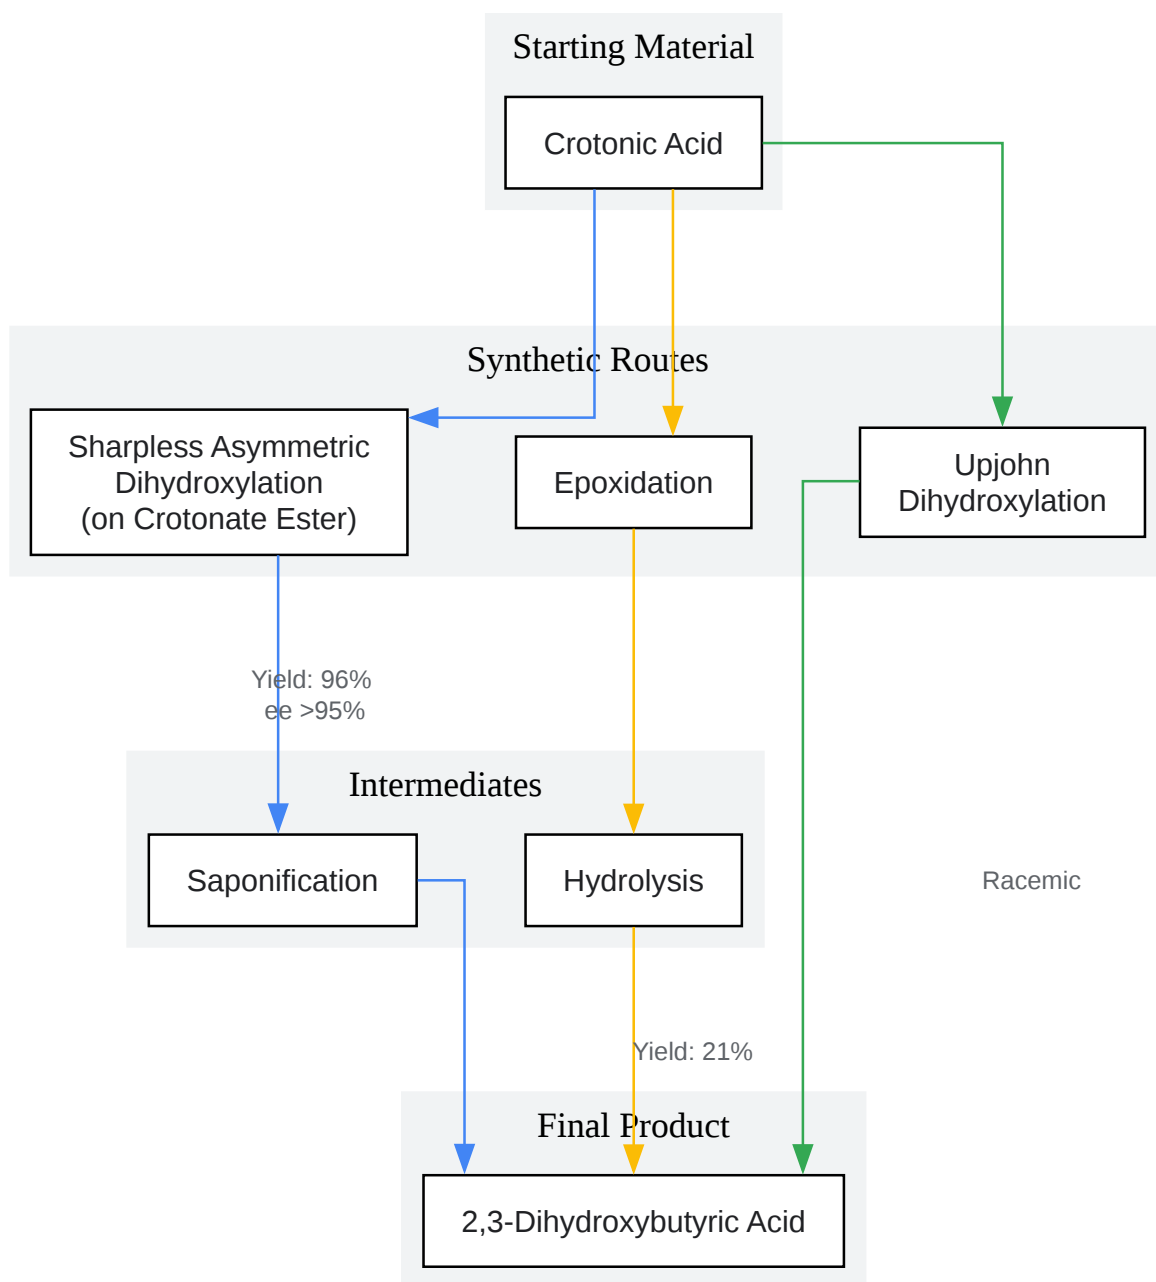 Starting Material
Crotonic Acid
Synthetic Routes
Sharpless Asymmetric
Dihydroxylation
(on Crotonate Ester)
Epoxidation
Upjohn
Dihydroxylation
Yield: 96%
ee >95%
Intermediates
Saponification
Hydrolysis
Racemic
Yield: 21%
Final Product
2,3-Dihydroxybutyric Acid